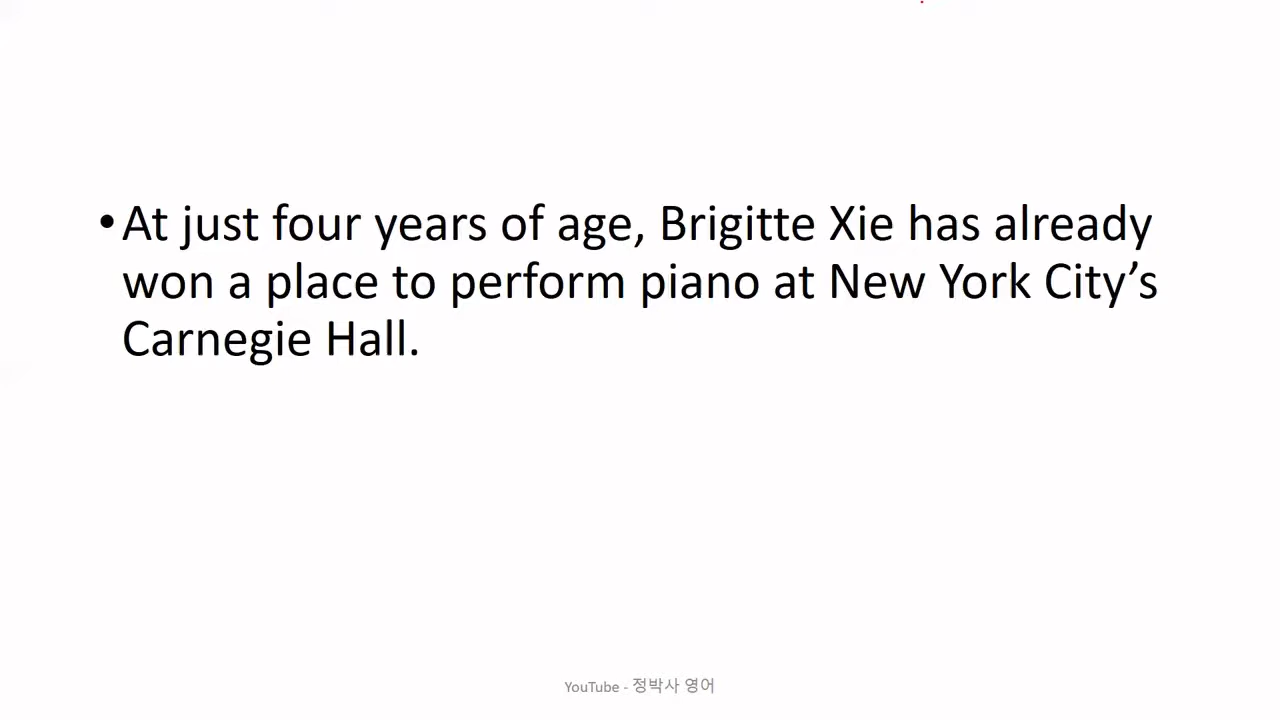 •At just four years of age, Brigitte Xie has already
won a place to perform piano at New York City’s
Carnegie Hall.
YouTube - 정박사 영어